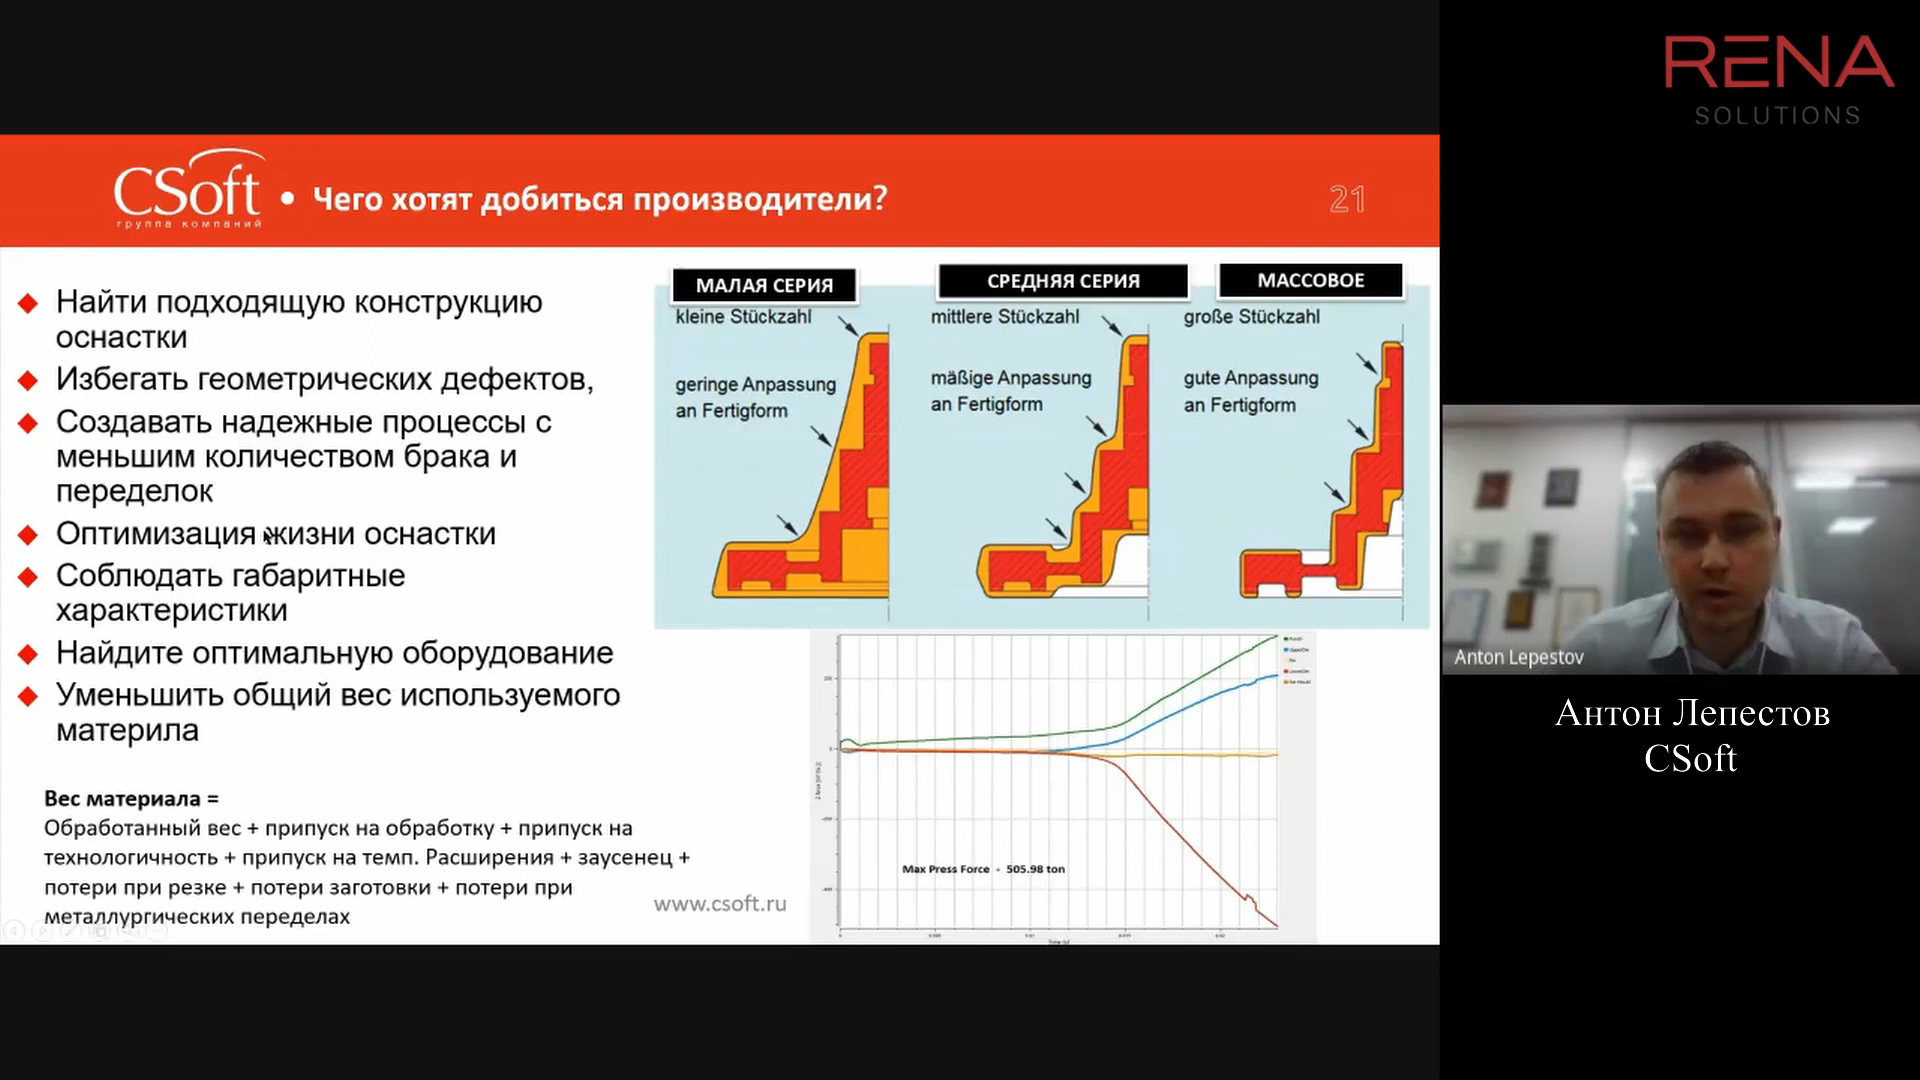 RENA
SOLUTIONS
CSoft
группа компаний
• Чего хотят добиться производители?
21
Найти подходящую конструкцию
оснастки
Избегать геометрических дефектов,
Создавать надежные процессы с
меньшим количеством брака и
переделок
Оптимизация жизни оснастки
Соблюдать габаритные
характеристики
Найдите оптимальную оборудование
Уменьшить общий вес используемого
материла
Вес материала =
Обработанный вес + припуск на обработку + припуск на
технологичность + припуск на темп. Расширения + заусенец +
потери при резке + потери заготовки + потери при
металлургических переделах
www.csoft.ru
МАЛАЯ СЕРИЯ
kleine Stückzahl
geringe Anpassung
an Fertigform
СРЕДНЯЯ СЕРИЯ
mittlere Stückzahl
mäßige Anpassung
an Fertigform
МАССОВОЕ
große Stückzahl
gute Anpassung
an Fertigform
Max Press Force - 505.98 ton
Anton Lepestov
Антон Лепестов
CSoft